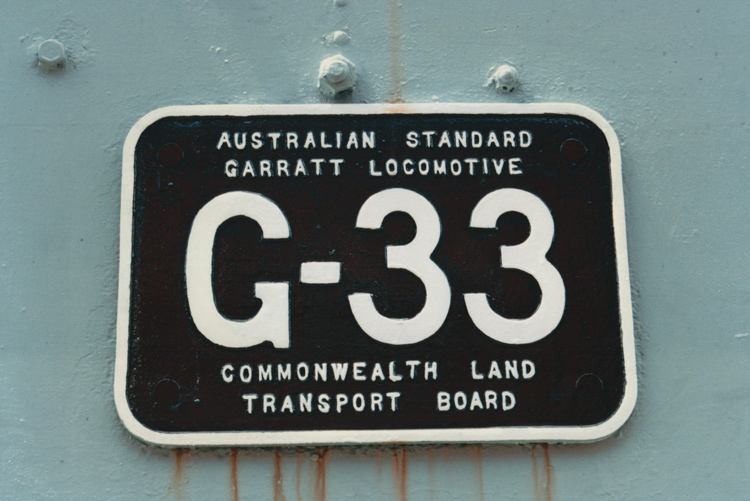 AUSTRALIAN STANDARD
GARRATT LOCOMOTIVE
G-33
COMMONWEALTH LAND
TRANSPORT BOARD